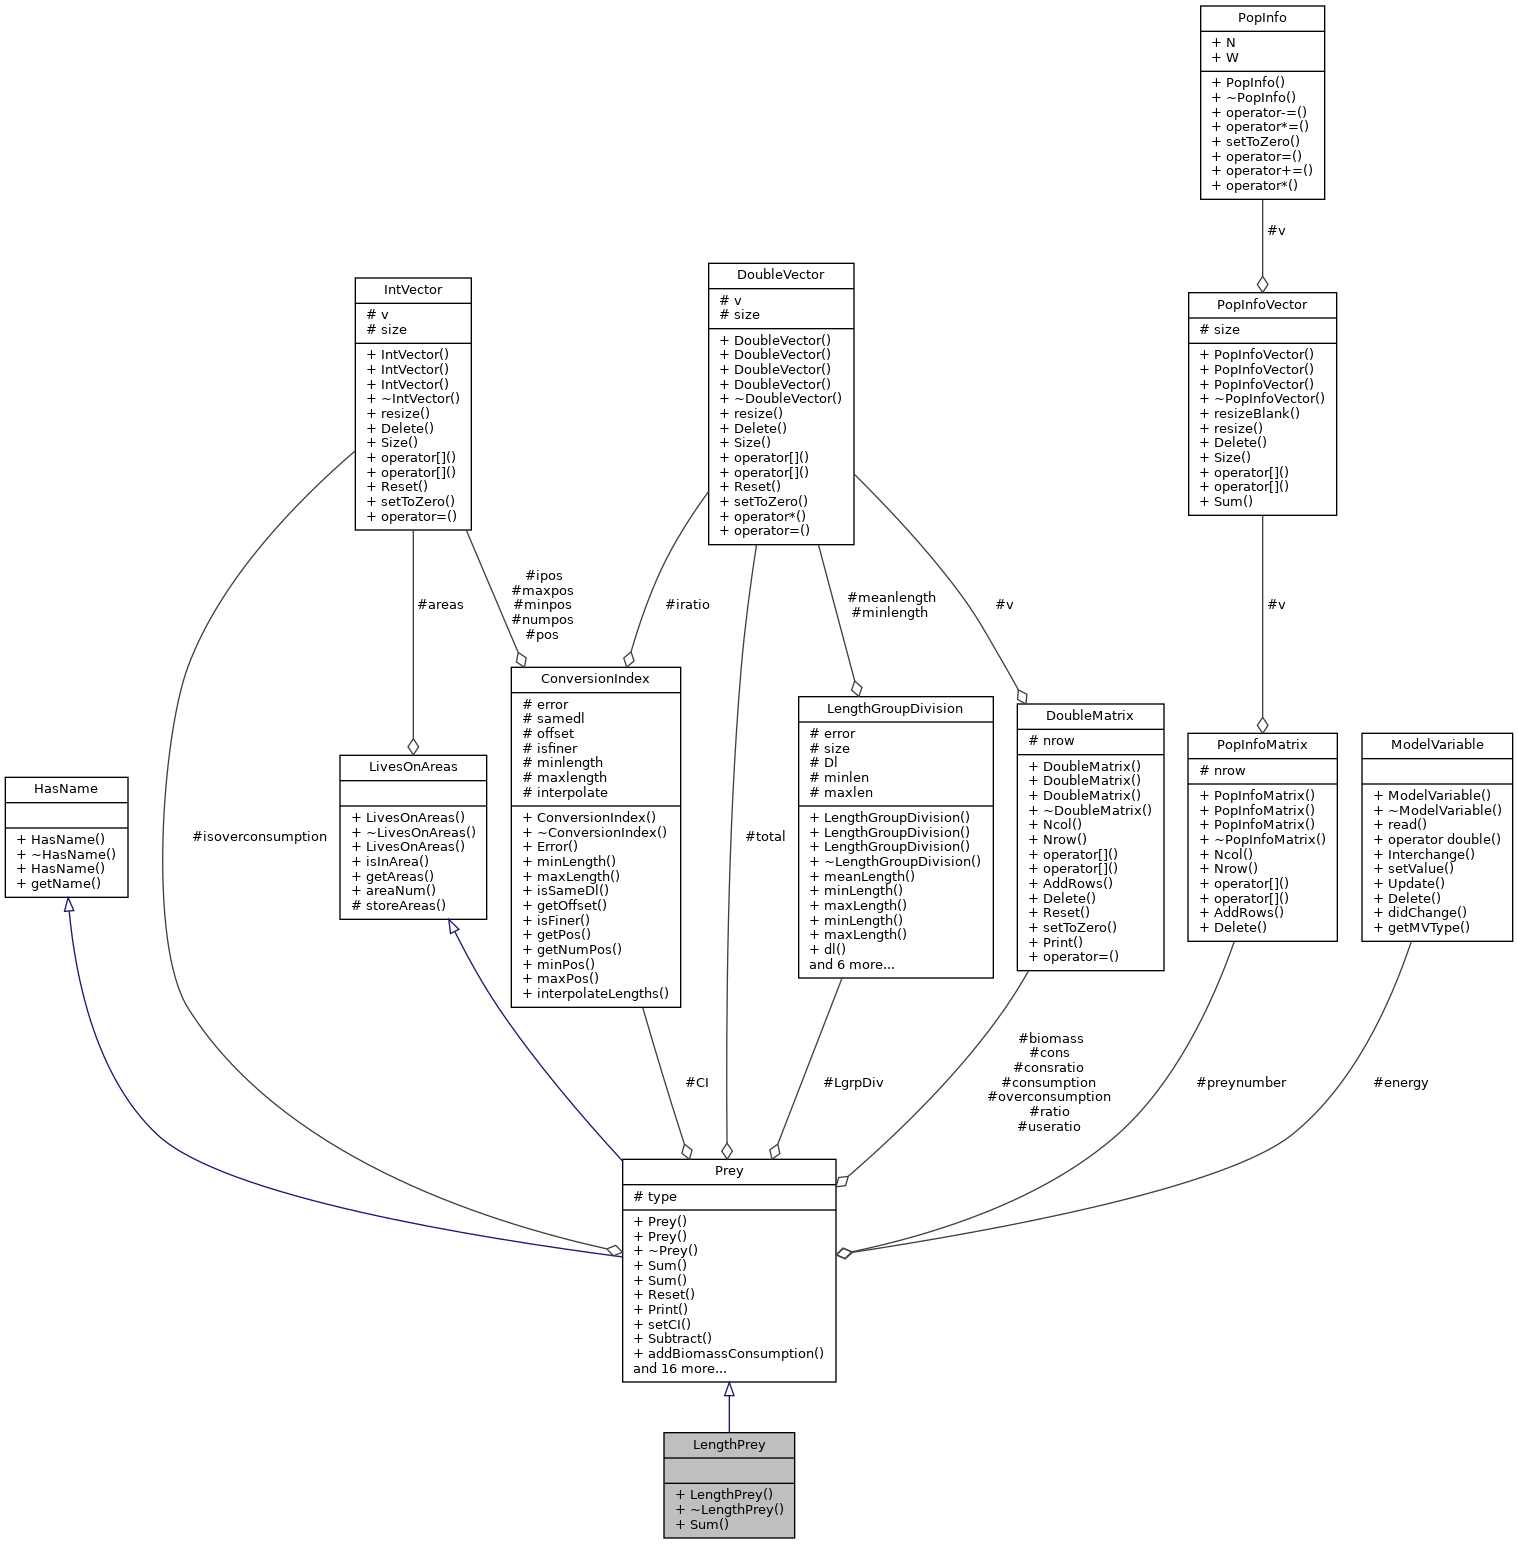 PopInfo
+ N
+ W
+ PopInfo()
+ ~PopInfo()
+ operator-=()
+ operator*=()
+ setToZero()
+ operator=()
+ operator+=()
+ operator*()
#v
IntVector
# v
# size
+ IntVector()
+ IntVector()
+ IntVector()
+ ~IntVector()
+ resize()
+ Delete()
+ Size()
+ operator[]()
+ operator[]()
+ Reset()
+ setToZero()
+ operator=()
DoubleVector
# v
# size
+ DoubleVector()
+ DoubleVector()
+ DoubleVector()
+ DoubleVector()
+ ~DoubleVector()
+ resize()
+ Delete()
+ Size()
+ operator[]()
+ operator[]()
+ Reset()
+ setToZero()
+ operator*()
+ operator=()
PopInfoVector
# size
+ PopInfoVector()
+ PopInfoVector()
+ PopInfoVector()
+ ~PopInfoVector()
+ resizeBlank()
+ resize()
+ Delete()
+ Size()
+ operator[]()
+ operator[]()
+ Sum()
#areas
#ipos
#maxpos
#minpos
#numpos
#pos
#iratio
#meanlength
#minlength
#v
#v
HasName
+ HasName()
+ ~HasName()
+ HasName()
+ getName()
#isoverconsumption
LivesOnAreas
+ LivesOnAreas()
+ ~LivesOnAreas()
+ LivesOnAreas()
+ isInArea()
+ getAreas()
+ areaNum()
# storeAreas()
ConversionIndex
# error
# samedl
# offset
# isfiner
# minlength
# maxlength
# interpolate
+ ConversionIndex()
+ ~ConversionIndex()
+ Error()
+ minLength()
+ maxLength()
+ isSameDl()
+ getOffset()
+ isFiner()
+ getPos()
+ getNumPos()
+ minPos()
+ maxPos()
+ interpolateLengths()
#total
LengthGroupDivision
# error
# size
# Dl
# minlen
# maxlen
+ LengthGroupDivision()
+ LengthGroupDivision()
+ LengthGroupDivision()
+ ~LengthGroupDivision()
+ meanLength()
+ minLength()
+ maxLength()
+ minLength()
+ maxLength()
+ dl()
and 6 more...
DoubleMatrix
# nrow
+ DoubleMatrix()
+ DoubleMatrix()
+ DoubleMatrix()
+ ~DoubleMatrix()
+ Ncol()
+ Nrow()
+ operator[]()
+ operator[]()
+ AddRows()
+ Delete()
+ Reset()
+ setToZero()
+ Print()
+ operator=()
PopInfoMatrix
# nrow
+ PopInfoMatrix()
+ PopInfoMatrix()
+ PopInfoMatrix()
+ ~PopInfoMatrix()
+ Ncol()
+ Nrow()
+ operator[]()
+ operator[]()
+ AddRows()
+ Delete()
ModelVariable
+ ModelVariable()
+ ~ModelVariable()
+ read()
+ operator double()
+ Interchange()
+ setValue()
+ Update()
+ Delete()
+ didChange()
+ getMVType()
#CI
#LgrpDiv
#biomass
#cons
#consratio
#consumption
#overconsumption
#ratio
#useratio
#preynumber
#energy
Prey
# type
+ Prey()
+ Prey()
+ ~Prey()
+ Sum()
+ Sum()
+ Reset()
+ Print()
+ setCI()
+ Subtract()
+ addBiomassConsumption()
and 16 more...
LengthPrey
+ LengthPrey()
+ ~LengthPrey()
+ Sum()